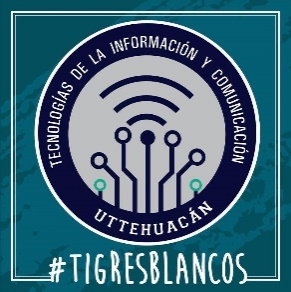 TECNOLOGÍAS DE LA INFORMACIÓN Y COMUNICACIÓN
UTTEHUACÁN
#TIGRESBLANCOS